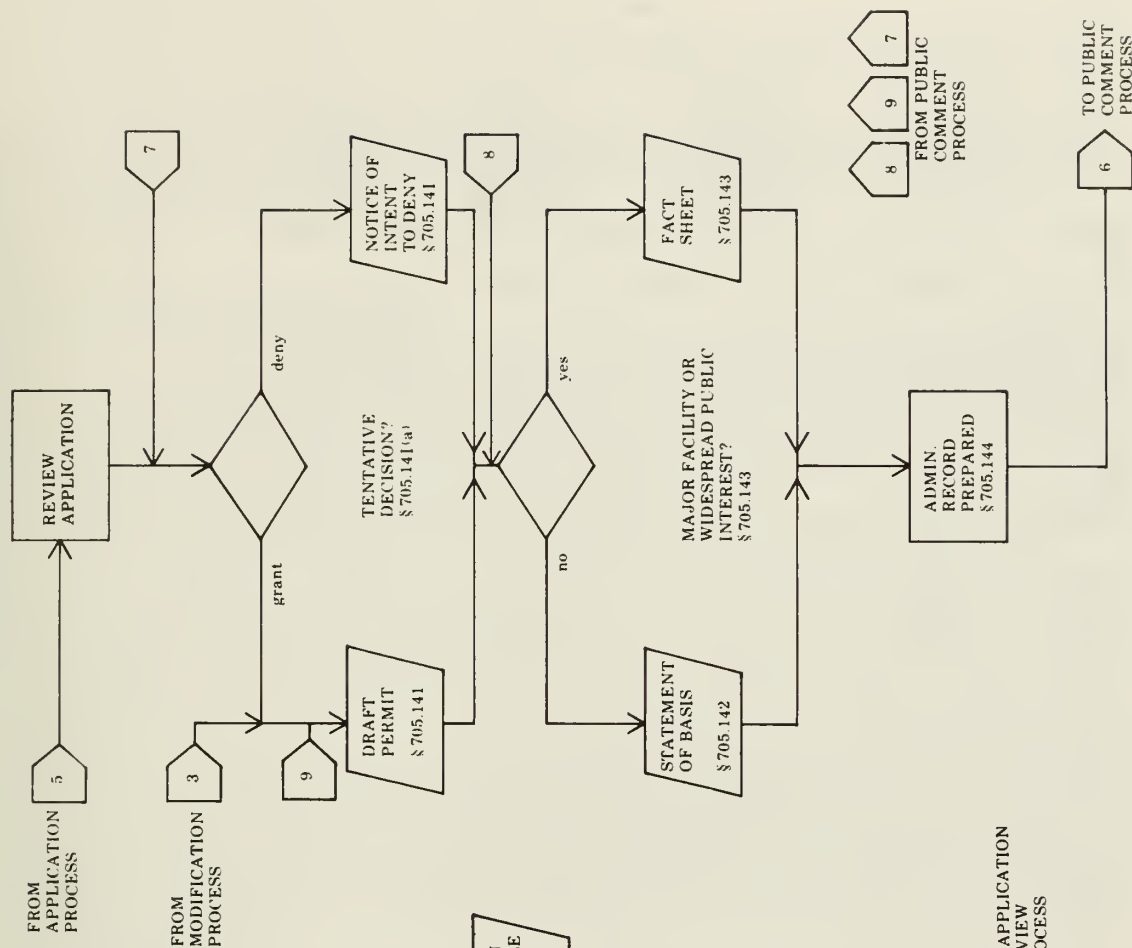 FROM
APPLICATION
PROCESS
5
REVIEW
APPLICATION
7
FROM
MODIFICATION
PROCESS
3
9
grant
deny
TENTATIVE
DECISION?
§ 705.141(a)
DRAFT
PERMIT
§ 705.141
NOTICE OF
INTENT
TO DENY
§ 705.141
8
no
yes
STATEMENT
OF BASIS
§ 705.142
FACT
SHEET
§ 705.143
MAJOR FACILITY OR
WIDESPREAD PUBLIC
INTEREST?
§ 705.143
ADMIN.
RECORD
PREPARED
§ 705.144
8
9
7
FROM PUBLIC
COMMENT
PROCESS
6
TO PUBLIC
COMMENT
PROCESS
APPLICATION